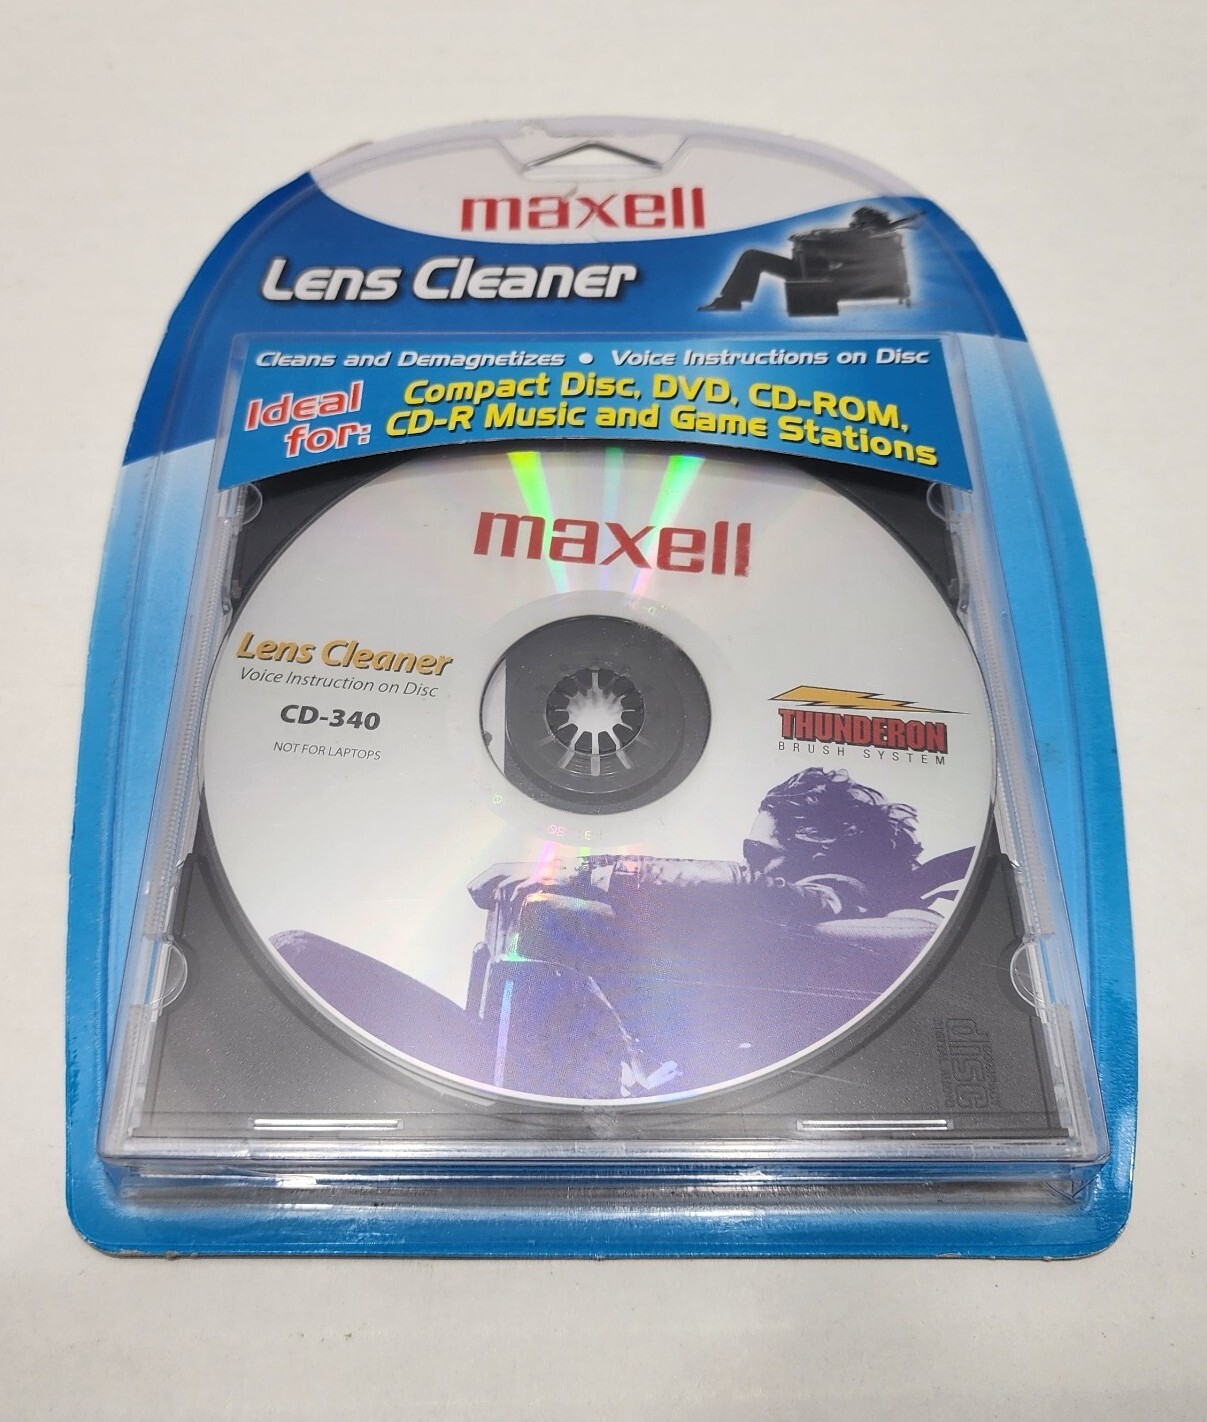 maxell
Lens Cleaner
Cleans and Demagnetizes • Voice Instructions on Disc
Ideal for:
Compact Disc, DVD, CD-ROM,
CD-R Music and Game Stations
maxell
Lens Cleaner
Voice Instruction on Disc
CD-340
NOT FOR LAPTOPS
THUNDERON
BRUSH SYSTEM
disc